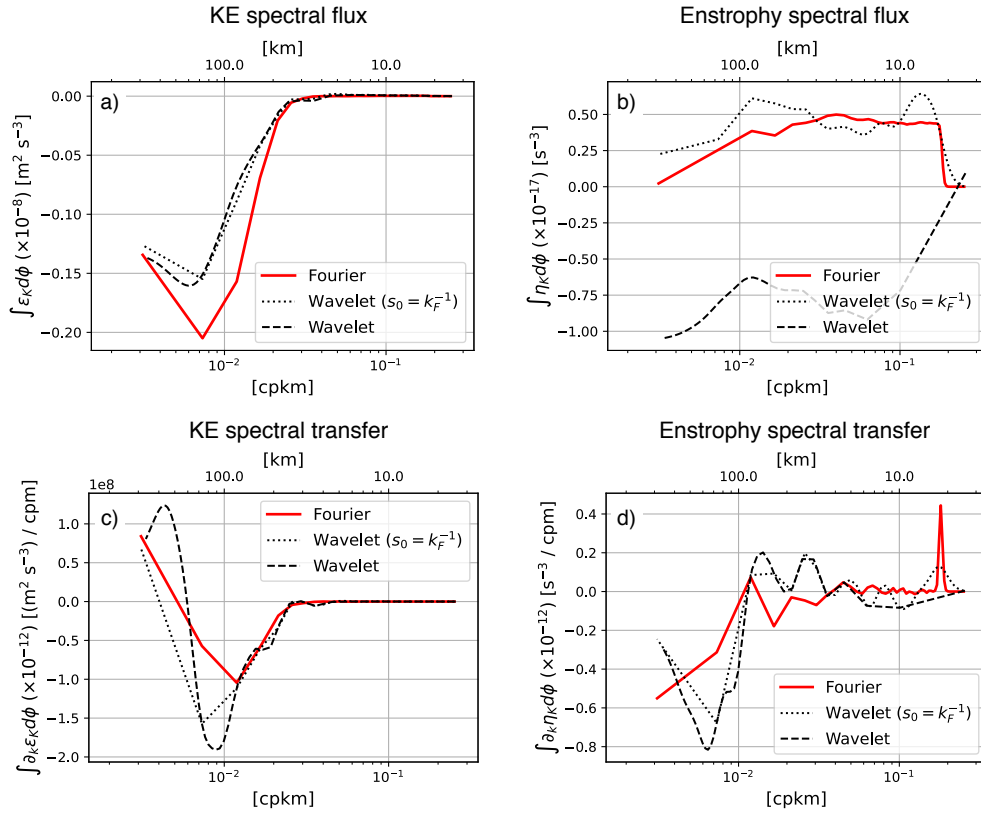 KE spectral flux
[km]
100.0 10.0
a)
0.00
−0.05
−0.10
−0.15
−0.20
∫ ε_K dϕ (×10⁻⁸) [m² s⁻³]
Fourier
Wavelet (s₀ = k_F⁻¹)
Wavelet
10⁻² 10⁻¹
[cpkm]
Enstrophy spectral flux
[km]
100.0 10.0
b)
0.50
0.25
0.00
−0.25
−0.50
−0.75
−1.00
∫ η_K dϕ (×10⁻¹⁷) [s⁻³]
Fourier
Wavelet (s₀ = k_F⁻¹)
Wavelet
10⁻² 10⁻¹
[cpkm]
KE spectral transfer
[km]
100.0 10.0
1e8
c)
1.0
0.5
0.0
−0.5
−1.0
−1.5
−2.0
∫ ∂_k ε_K dϕ (×10⁻¹²) [(m² s⁻³) / cpm]
Fourier
Wavelet (s₀ = k_F⁻¹)
Wavelet
10⁻² 10⁻¹
[cpkm]
Enstrophy spectral transfer
[km]
100.0 10.0
d)
0.4
0.2
0.0
−0.2
−0.4
−0.6
−0.8
∫ ∂_k η_K dϕ (×10⁻¹²) [s⁻³ / cpm]
Fourier
Wavelet (s₀ = k_F⁻¹)
Wavelet
10⁻² 10⁻¹
[cpkm]